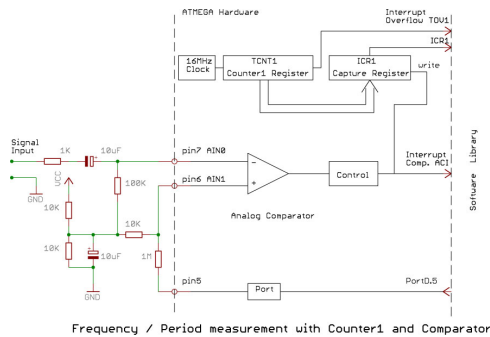 ATMEGA Hardware
Interrupt
Overflow TOV1
ICR1
16MHz
Clock
TCNT1
Counter1 Register
ICR1
Capture Register
write
Signal
Input
1K
10uF
pin7 AIN0
-
Interrupt
Comp. ACI
VCC
100K
pin6 AIN1
+
Control
GND
10K
Analog Comparator
Software Library
10K
10K
10uF
1M
GND
pin5
Port
PortD.5
Frequency / Period measurement with Counter1 and Comparator